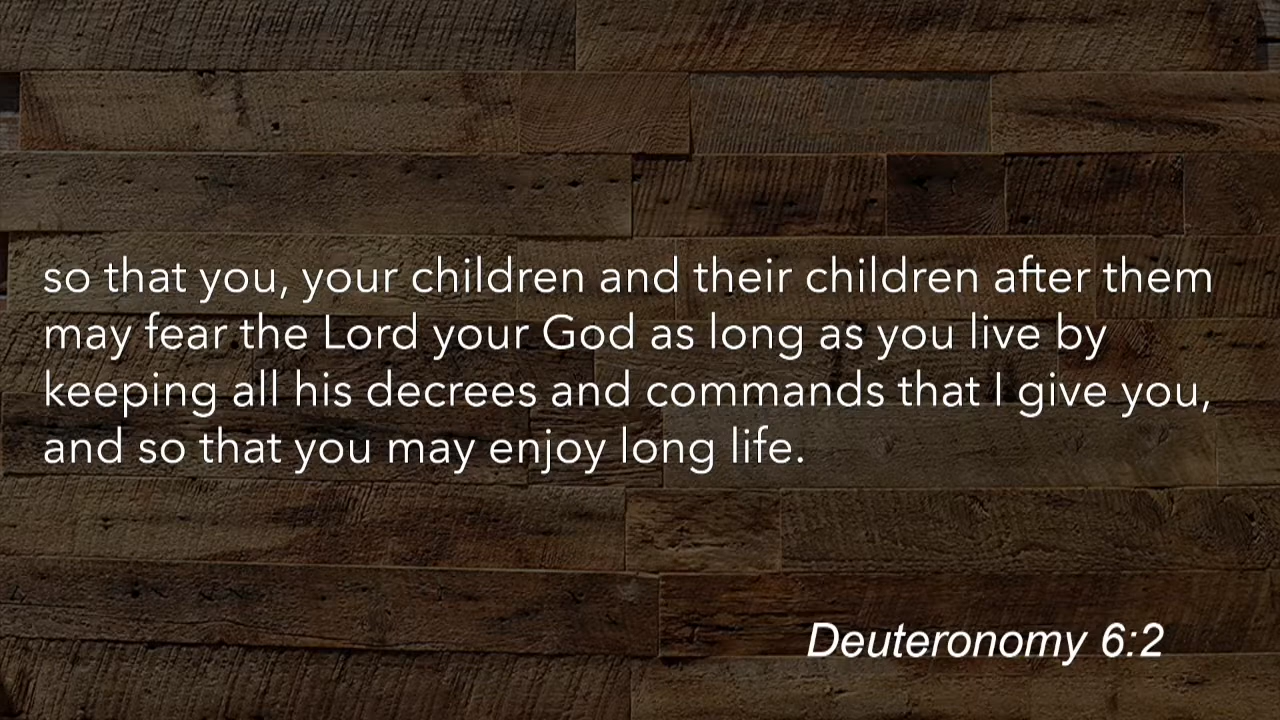 so that you, your children and their children after them
may fear the Lord your God as long as you live by
keeping all his decrees and commands that I give you,
and so that you may enjoy long life.
Deuteronomy 6:2